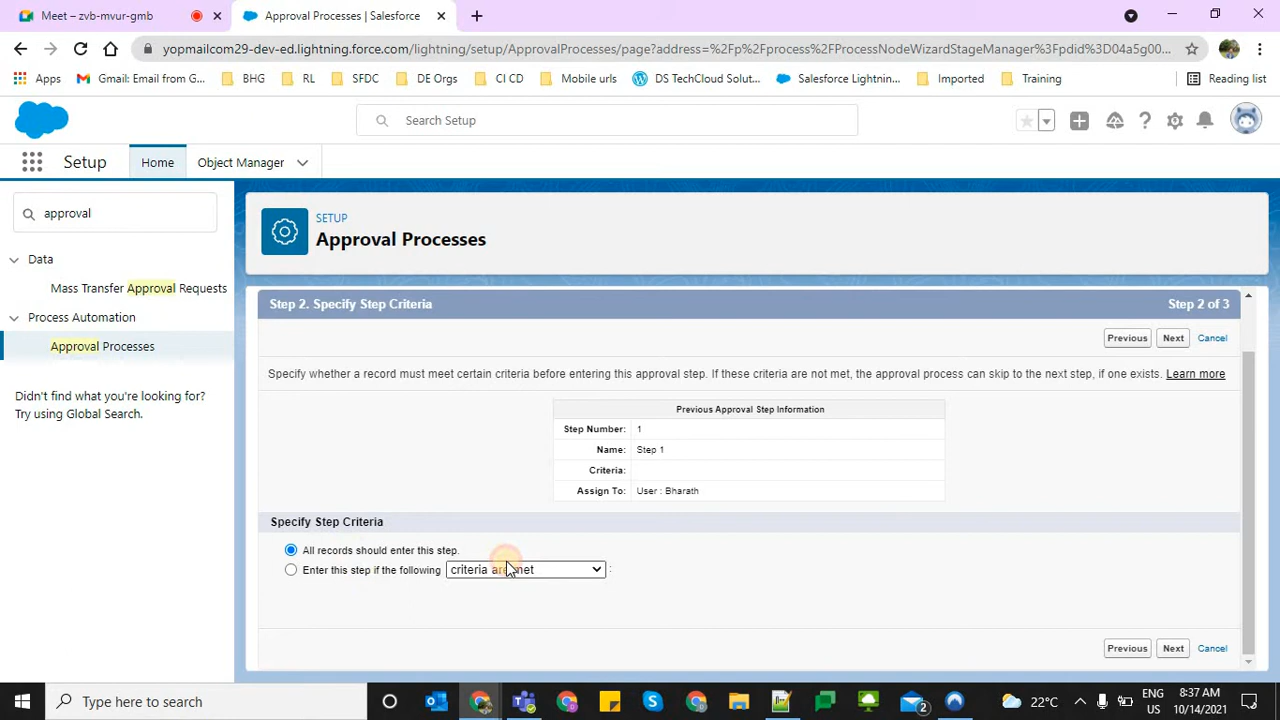 Meet – zvb-mvur-gmb
Approval Processes | Salesforce
yopmailcom29-dev-ed.lightning.force.com/lightning/setup/ApprovalProcesses/page?address=%2Fp%2Fprocess%2FProcessNodeWizardStageManager%3Fpdid%3D04a5g00...
Apps
Gmail: Email from G...
BHG
RL
SFDC
DE Orgs
CI CD
Mobile urls
DS TechCloud Solut...
Salesforce Lightnin...
Imported
Training
Reading list
Search Setup
Setup
Home
Object Manager
approval
Data
Mass Transfer Approval Requests
Process Automation
Approval Processes
Didn't find what you're looking for?
Try using Global Search.
SETUP
Approval Processes
Step 2. Specify Step Criteria
Step 2 of 3
Previous
Next
Cancel
Specify whether a record must meet certain criteria before entering this approval step. If these criteria are not met, the approval process can skip to the next step, if one exists. Learn more
Previous Approval Step Information
Step Number: 1
Name: Step 1
Criteria:
Assign To: User : Bharath
Specify Step Criteria
All records should enter this step.
Enter this step if the following criteria are met :
Previous
Next
Cancel
Type here to search
2
22°C
ENG
IN
8:37 AM
10/14/2021